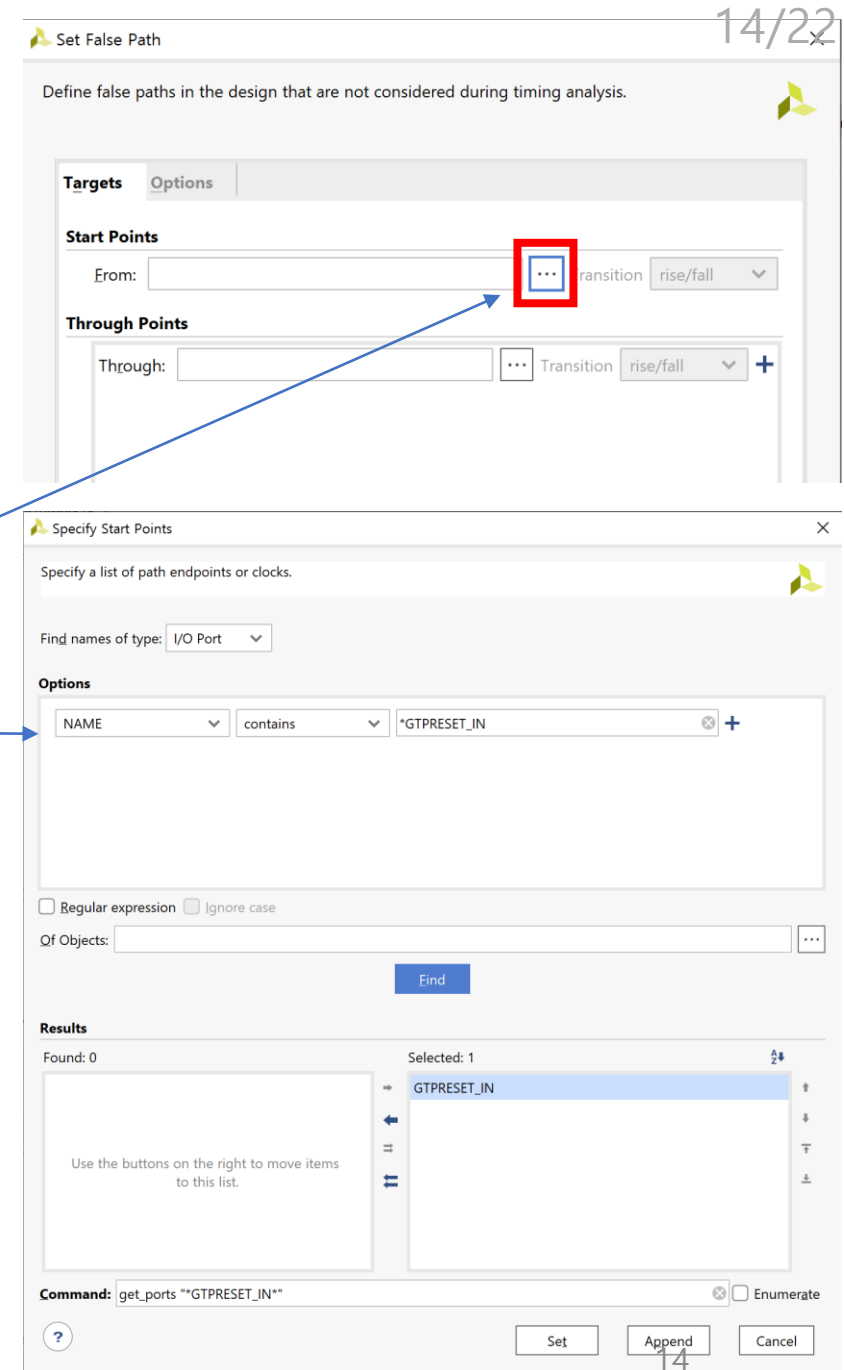 14/22
Set False Path
Define false paths in the design that are not considered during timing analysis.
Targets Options
Start Points
From: ... ransition rise/fall
Through Points
Through: ... Transition rise/fall +
Specify Start Points
Specify a list of path endpoints or clocks.
Find names of type: I/O Port
Options
NAME contains *GTPRESET_IN +
Regular expression Ignore case
Of Objects: ...
Find
Results
Found: 0 Selected: 1
GTPRESET_IN
Use the buttons on the right to move items
to this list.
Command: get_ports "*GTPRESET_IN*" Enumerate
? Set Append Cancel
14